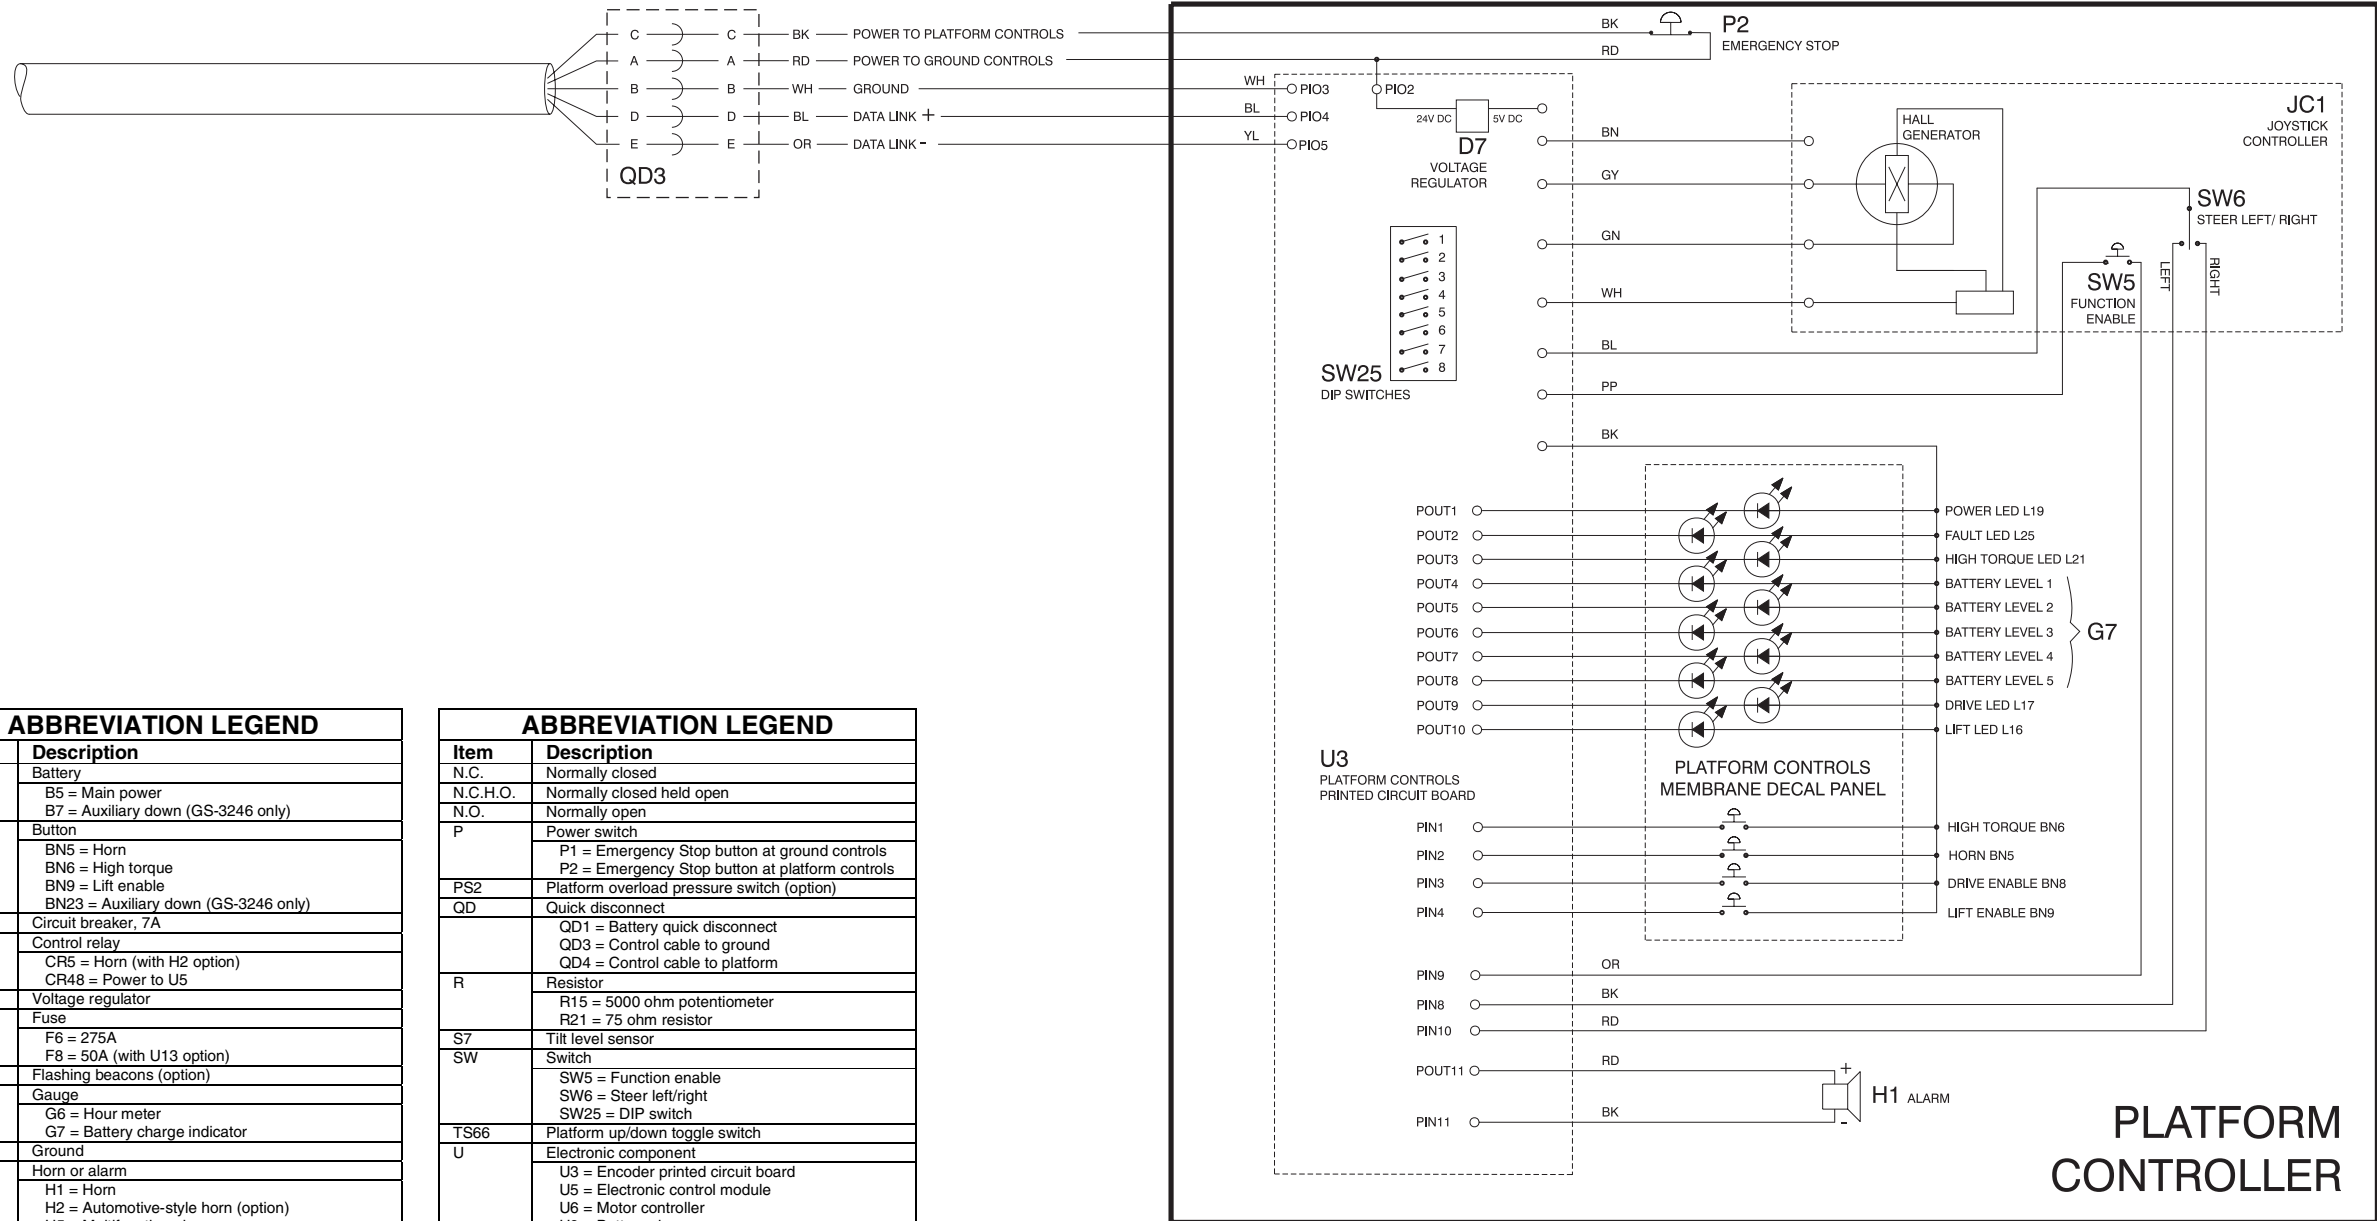 C C BK POWER TO PLATFORM CONTROLS
A A RD POWER TO GROUND CONTROLS
B B WH GROUND
D D BL DATA LINK +
E E OR DATA LINK -
QD3
BK
P2
EMERGENCY STOP
RD
WH PIO3
PIO2
BL PIO4
YL PIO5
24V DC 5V DC
D7
VOLTAGE
REGULATOR
BN
GY
GN
WH
BL
PP
BK
HALL
GENERATOR
JC1
JOYSTICK
CONTROLLER
SW6
STEER LEFT/ RIGHT
LEFT
RIGHT
SW5
FUNCTION
ENABLE
1
2
3
4
5
6
7
8
SW25
DIP SWITCHES
POUT1 POWER LED L19
POUT2 FAULT LED L25
POUT3 HIGH TORQUE LED L21
POUT4 BATTERY LEVEL 1
POUT5 BATTERY LEVEL 2
POUT6 BATTERY LEVEL 3
G7
POUT7 BATTERY LEVEL 4
POUT8 BATTERY LEVEL 5
POUT9 DRIVE LED L17
POUT10 LIFT LED L16
U3
PLATFORM CONTROLS
PRINTED CIRCUIT BOARD
PLATFORM CONTROLS
MEMBRANE DECAL PANEL
PIN1 HIGH TORQUE BN6
PIN2 HORN BN5
PIN3 DRIVE ENABLE BN8
PIN4 LIFT ENABLE BN9
PIN9 OR
PIN8 BK
PIN10 RD
POUT11 RD
+
H1 ALARM
-
PIN11 BK
PLATFORM
CONTROLLER
ABBREVIATION LEGEND
Description
Battery
B5 = Main power
B7 = Auxiliary down (GS-3246 only)
Button
BN5 = Horn
BN6 = High torque
BN9 = Lift enable
BN23 = Auxiliary down (GS-3246 only)
Circuit breaker, 7A
Control relay
CR5 = Horn (with H2 option)
CR48 = Power to U5
Voltage regulator
Fuse
F6 = 275A
F8 = 50A (with U13 option)
Flashing beacons (option)
Gauge
G6 = Hour meter
G7 = Battery charge indicator
Ground
Horn or alarm
H1 = Horn
H2 = Automotive-style horn (option)
ABBREVIATION LEGEND
Item Description
N.C. Normally closed
N.C.H.O. Normally closed held open
N.O. Normally open
P Power switch
P1 = Emergency Stop button at ground controls
P2 = Emergency Stop button at platform controls
PS2 Platform overload pressure switch (option)
QD Quick disconnect
QD1 = Battery quick disconnect
QD3 = Control cable to ground
QD4 = Control cable to platform
R Resistor
R15 = 5000 ohm potentiometer
R21 = 75 ohm resistor
S7 Tilt level sensor
SW Switch
SW5 = Function enable
SW6 = Steer left/right
SW25 = DIP switch
TS66 Platform up/down toggle switch
U Electronic component
U3 = Encoder printed circuit board
U5 = Electronic control module
U6 = Motor controller